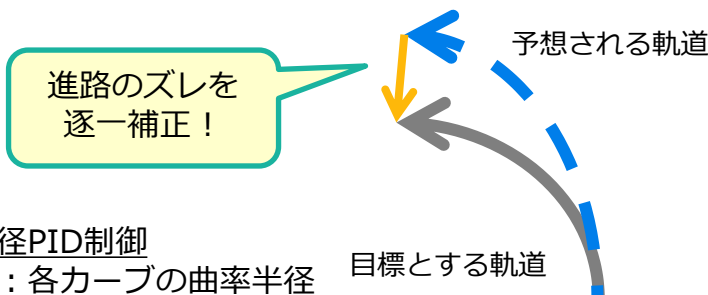 予想される軌道
進路のズレを
逐一補正！
径PID制御
：各カーブの曲率半径
目標とする軌道